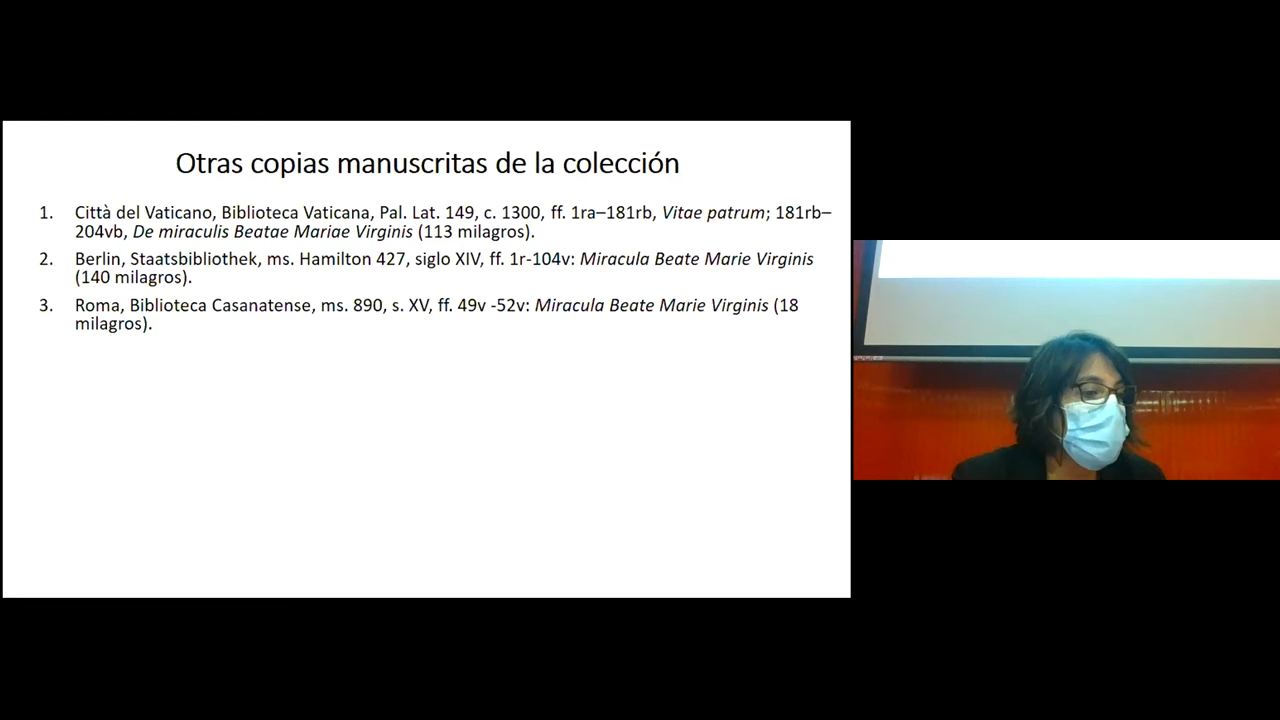 Otras copias manuscritas de la colección
1. Città del Vaticano, Biblioteca Vaticana, Pal. Lat. 149, c. 1300, ff. 1ra–181rb, Vitae patrum; 181rb–
204vb, De miraculis Beatae Mariae Virginis (113 milagros).
2. Berlin, Staatsbibliothek, ms. Hamilton 427, siglo XIV, ff. 1r-104v: Miracula Beate Marie Virginis
(140 milagros).
3. Roma, Biblioteca Casanatense, ms. 890, s. XV, ff. 49v -52v: Miracula Beate Marie Virginis (18
milagros).